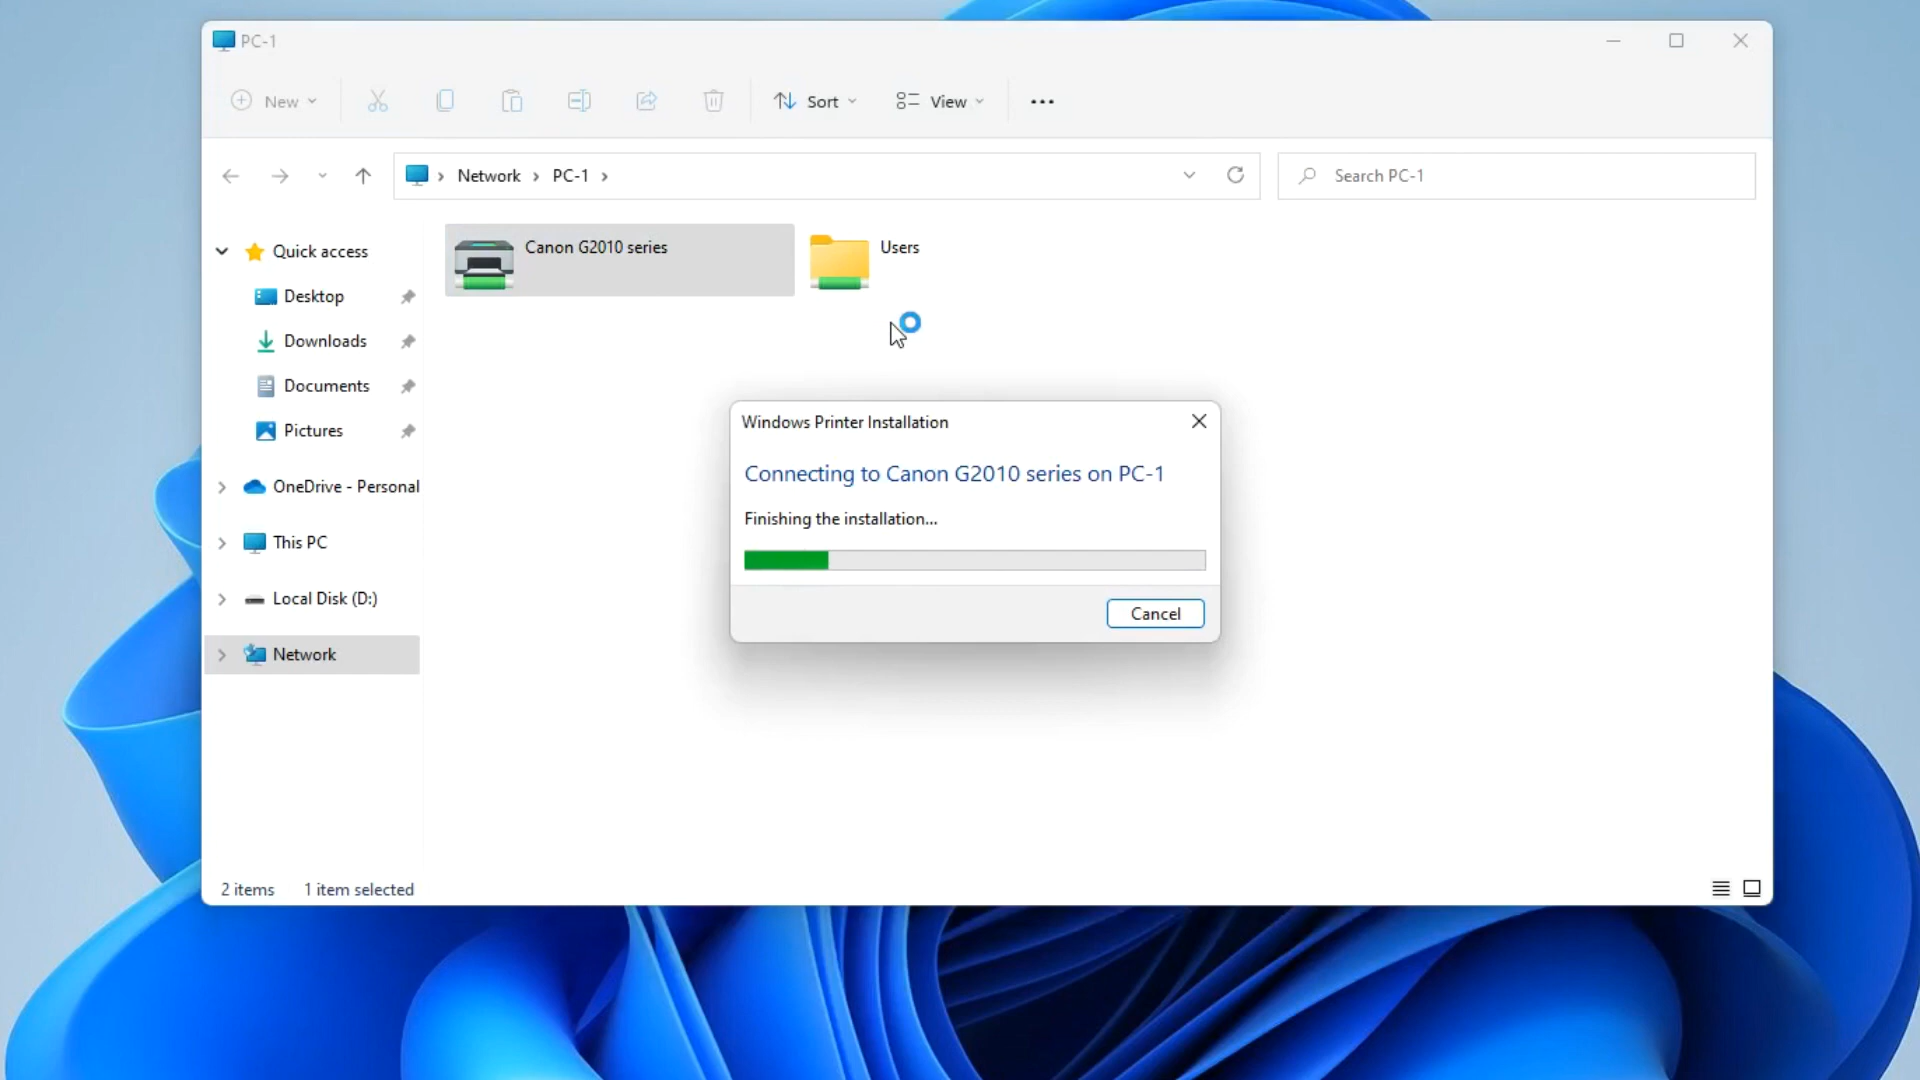 PC-1
New
Sort
View
Network
PC-1
Search PC-1
Quick access
Desktop
Downloads
Documents
Pictures
OneDrive - Personal
This PC
Local Disk (D:)
Network
Canon G2010 series
Users
Windows Printer Installation
Connecting to Canon G2010 series on PC-1
Finishing the installation...
Cancel
2 items 1 item selected